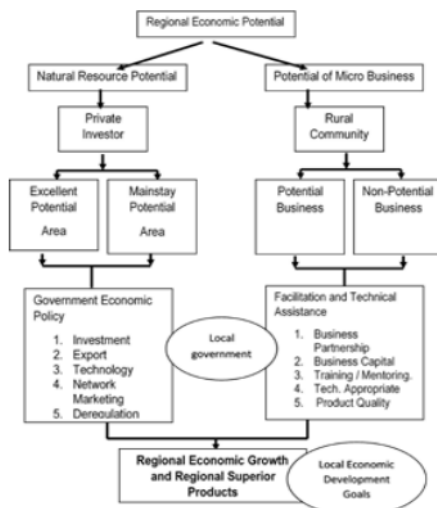 Regional Economic Potential
Natural Resource Potential
Potential of Micro Business
Private
Investor
Rural
Community
Excellent
Potential
Area
Mainstay
Potential
Area
Potential
Business
Non-Potential
Business
Government Economic
Policy
1. Investment
2. Export
3. Technology
4. Network
Marketing
5. Deregulation
Local
government
Facilitation and Technical
Assistance
1. Business
Partnership
2. Business Capital
3. Training / Mentoring.
4. Tech. Appropriate
5. Product Quality
Regional Economic Growth
and Regional Superior
Products
Local Economic
Development
Goals